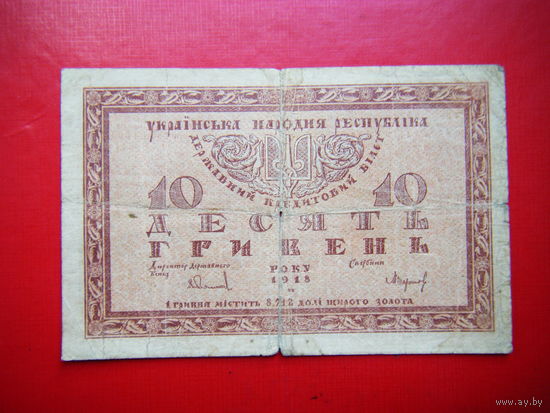 УКРАЇНСЬКА НАРОДНЯ РЕСПУБЛІКА
ДЕРЖАВНИЙ КРЕДИТОВИЙ БІЛЕТ
10 10
ДЕСЯТЬ
ГРИВЕНЬ
Директор Державного Скарбник
банку
РОКУ
1918
1 ГРИВНЯ МІСТИТЬ 8,712 ДОЛІ ЩИРОГО ЗОЛОТА
www.ay.by